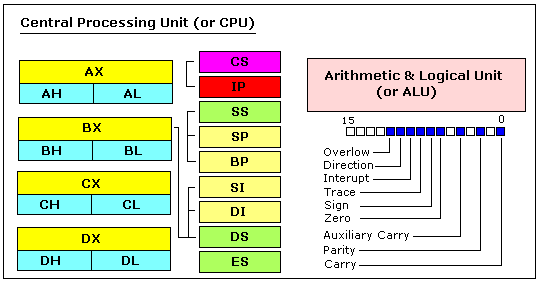 Central Processing Unit (or CPU)
AX
AH AL
BX
BH BL
CX
CH CL
DX
DH DL
CS
IP
SS
SP
BP
SI
DI
DS
ES
Arithmetic & Logical Unit
(or ALU)
15 0
Overlow
Direction
Interupt
Trace
Sign
Zero
Auxiliary Carry
Parity
Carry